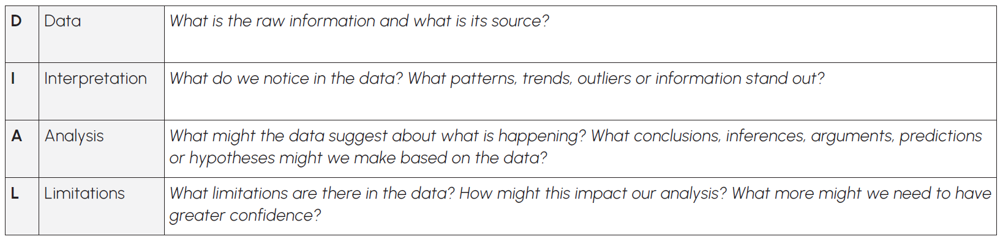 D Data What is the raw information and what is its source?
I Interpretation What do we notice in the data? What patterns, trends, outliers or information stand out?
A Analysis What might the data suggest about what is happening? What conclusions, inferences, arguments, predictions
or hypotheses might we make based on the data?
L Limitations What limitations are there in the data? How might this impact our analysis? What more might we need to have
greater confidence?